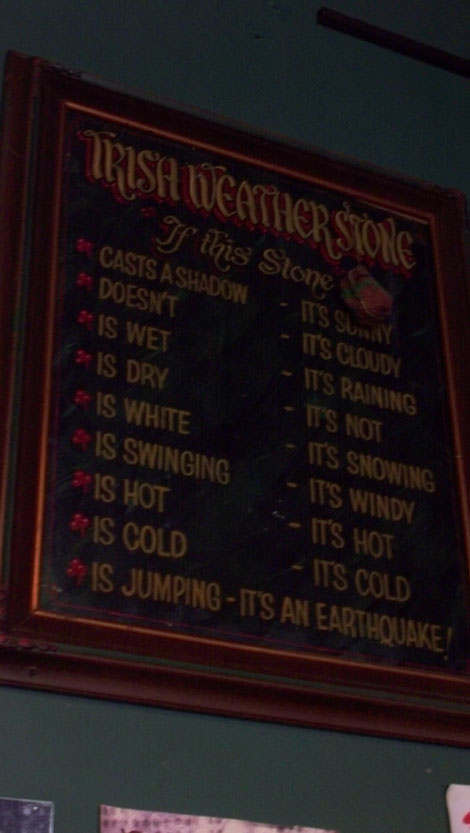 IRISH WEATHER STONE
If this Stone
CASTS A SHADOW - IT'S SUNNY
DOESN'T - IT'S CLOUDY
IS WET - IT'S RAINING
IS DRY - IT'S NOT
IS WHITE - IT'S SNOWING
IS SWINGING - IT'S WINDY
IS HOT - IT'S HOT
IS COLD - IT'S COLD
IS JUMPING - IT'S AN EARTHQUAKE!